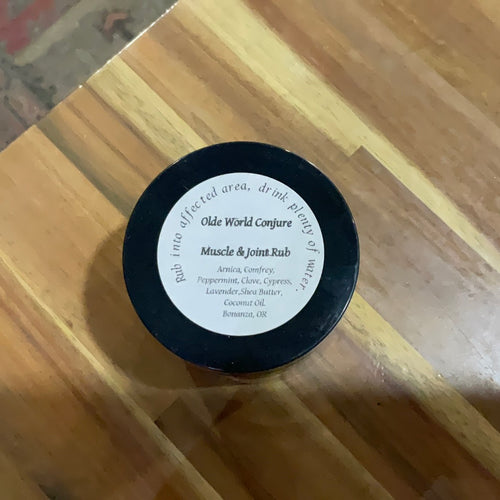 Rub into affected area, drink plenty of water.
Olde World Conjure
Muscle & Joint Rub
Arnica, Comfrey,
Peppermint, Clove, Cypress,
Lavender,Shea Butter,
Coconut Oil.
Bonanza, OR